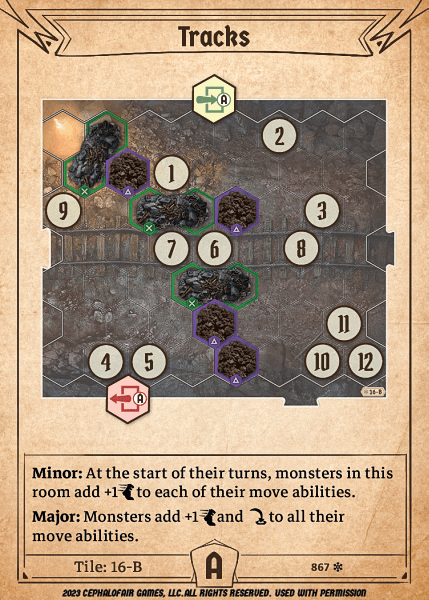 Tracks
A
2
1
9
3
7 6 8
11
4 5 10 12
A
16-B
Minor: At the start of their turns, monsters in this
room add +1 to each of their move abilities.
Major: Monsters add +1 and to all their
move abilities.
Tile: 16-B A 867
2023 CEPHALOFAIR GAMES, LLC. ALL RIGHTS RESERVED. USED WITH PERMISSION